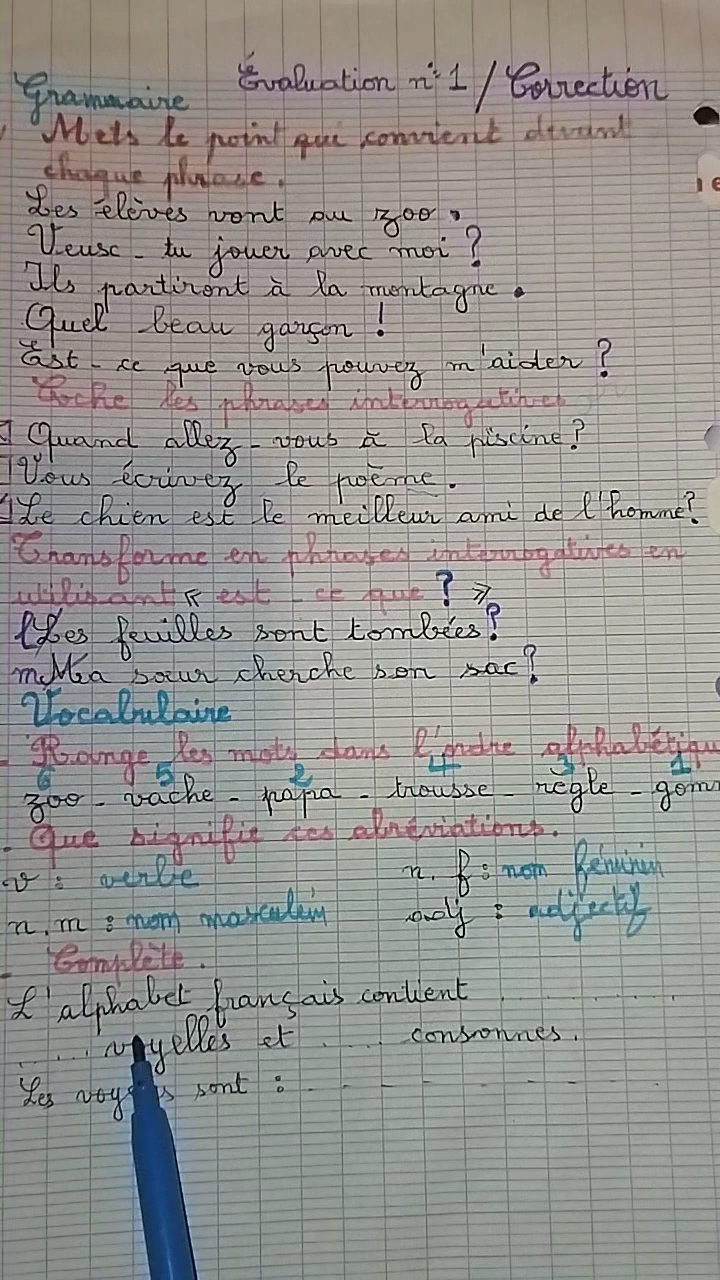 Évaluation n°1 / Correction
Grammaire
Mets le point qui convient devant
chaque phrase.
Les élèves vont au zoo.
Veux-tu jouer avec moi ?
Ils partiront à la montagne.
Quel beau garçon !
Est-ce que vous pouvez m'aider ?
Coche les phrases interrogatives
Quand allez-vous à la piscine ?
Vous écrivez le poème.
Le chien est le meilleur ami de l'homme?
Transforme en phrases interrogatives en
utilisant « est-ce que ? »
Les feuilles sont tombées?
Ma sœur cherche son sac?
Vocabulaire
- Range les mots dans l'ordre alphabétiqu
6 5 2 4 3 1
zoo - vache - papa - trousse - règle - gom
- Que signifie ces abréviations.
v : verbe n.f : nom féminin
n.m : nom masculin adj : adjectif
- Complète.
L'alphabet français contient ............
..... voyelles et .... consonnes.
Les sont : - - - - - - -